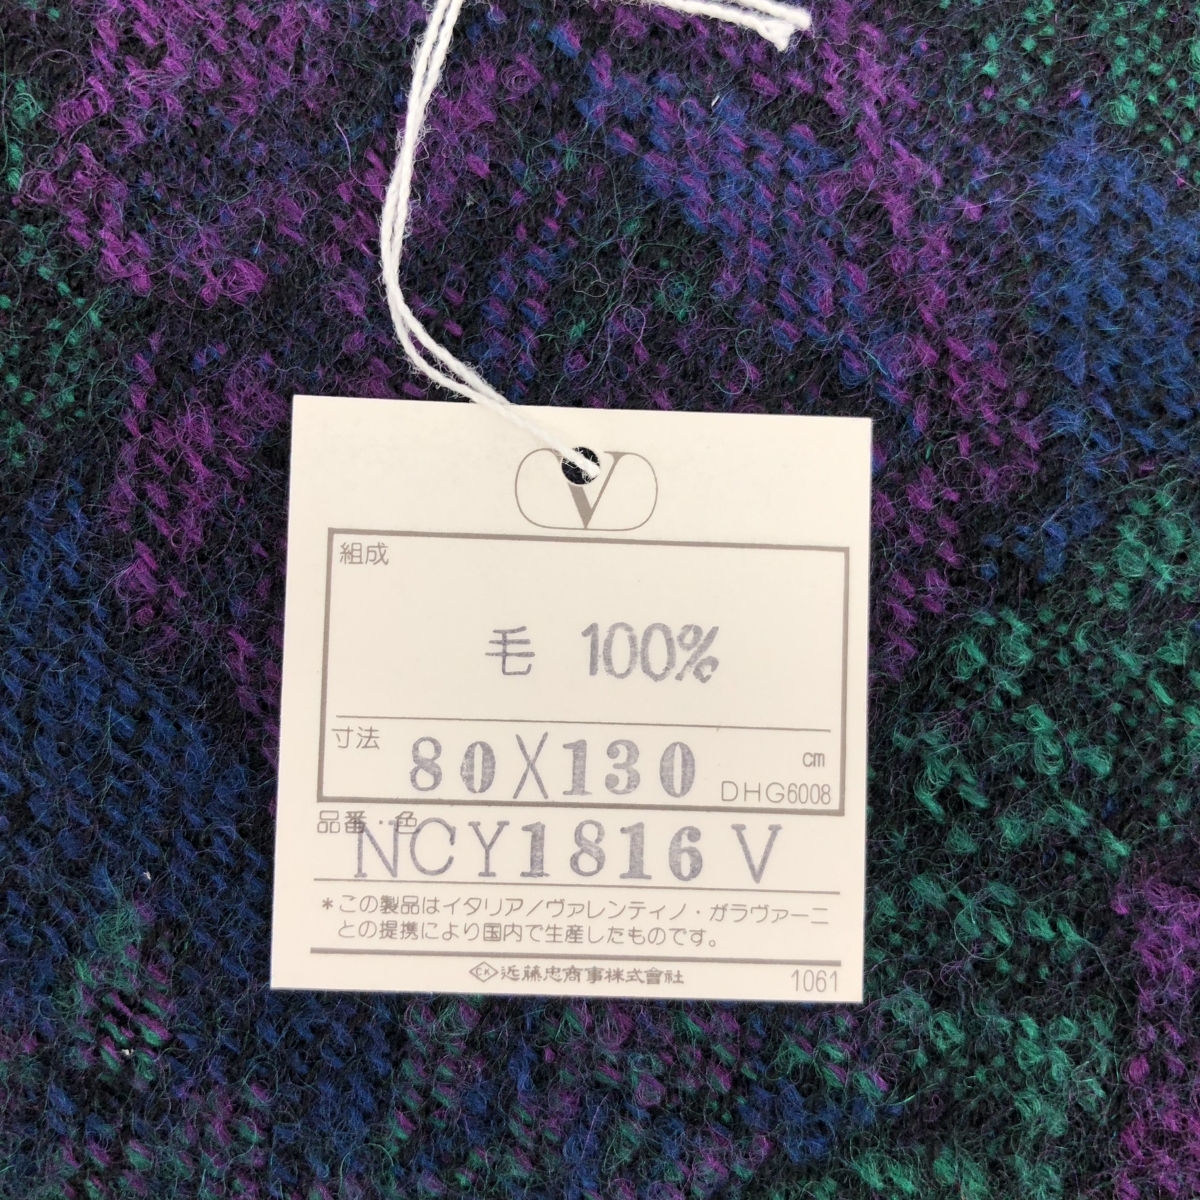 V
組成
毛 100%
寸法 80X130 cm
DHG6008
品番・色
NCY1816 V
*この製品はイタリア/ヴァレンティノ・ガラヴァーニ
との提携により国内で生産したものです。
CK 近藤忠商事株式會社 1061